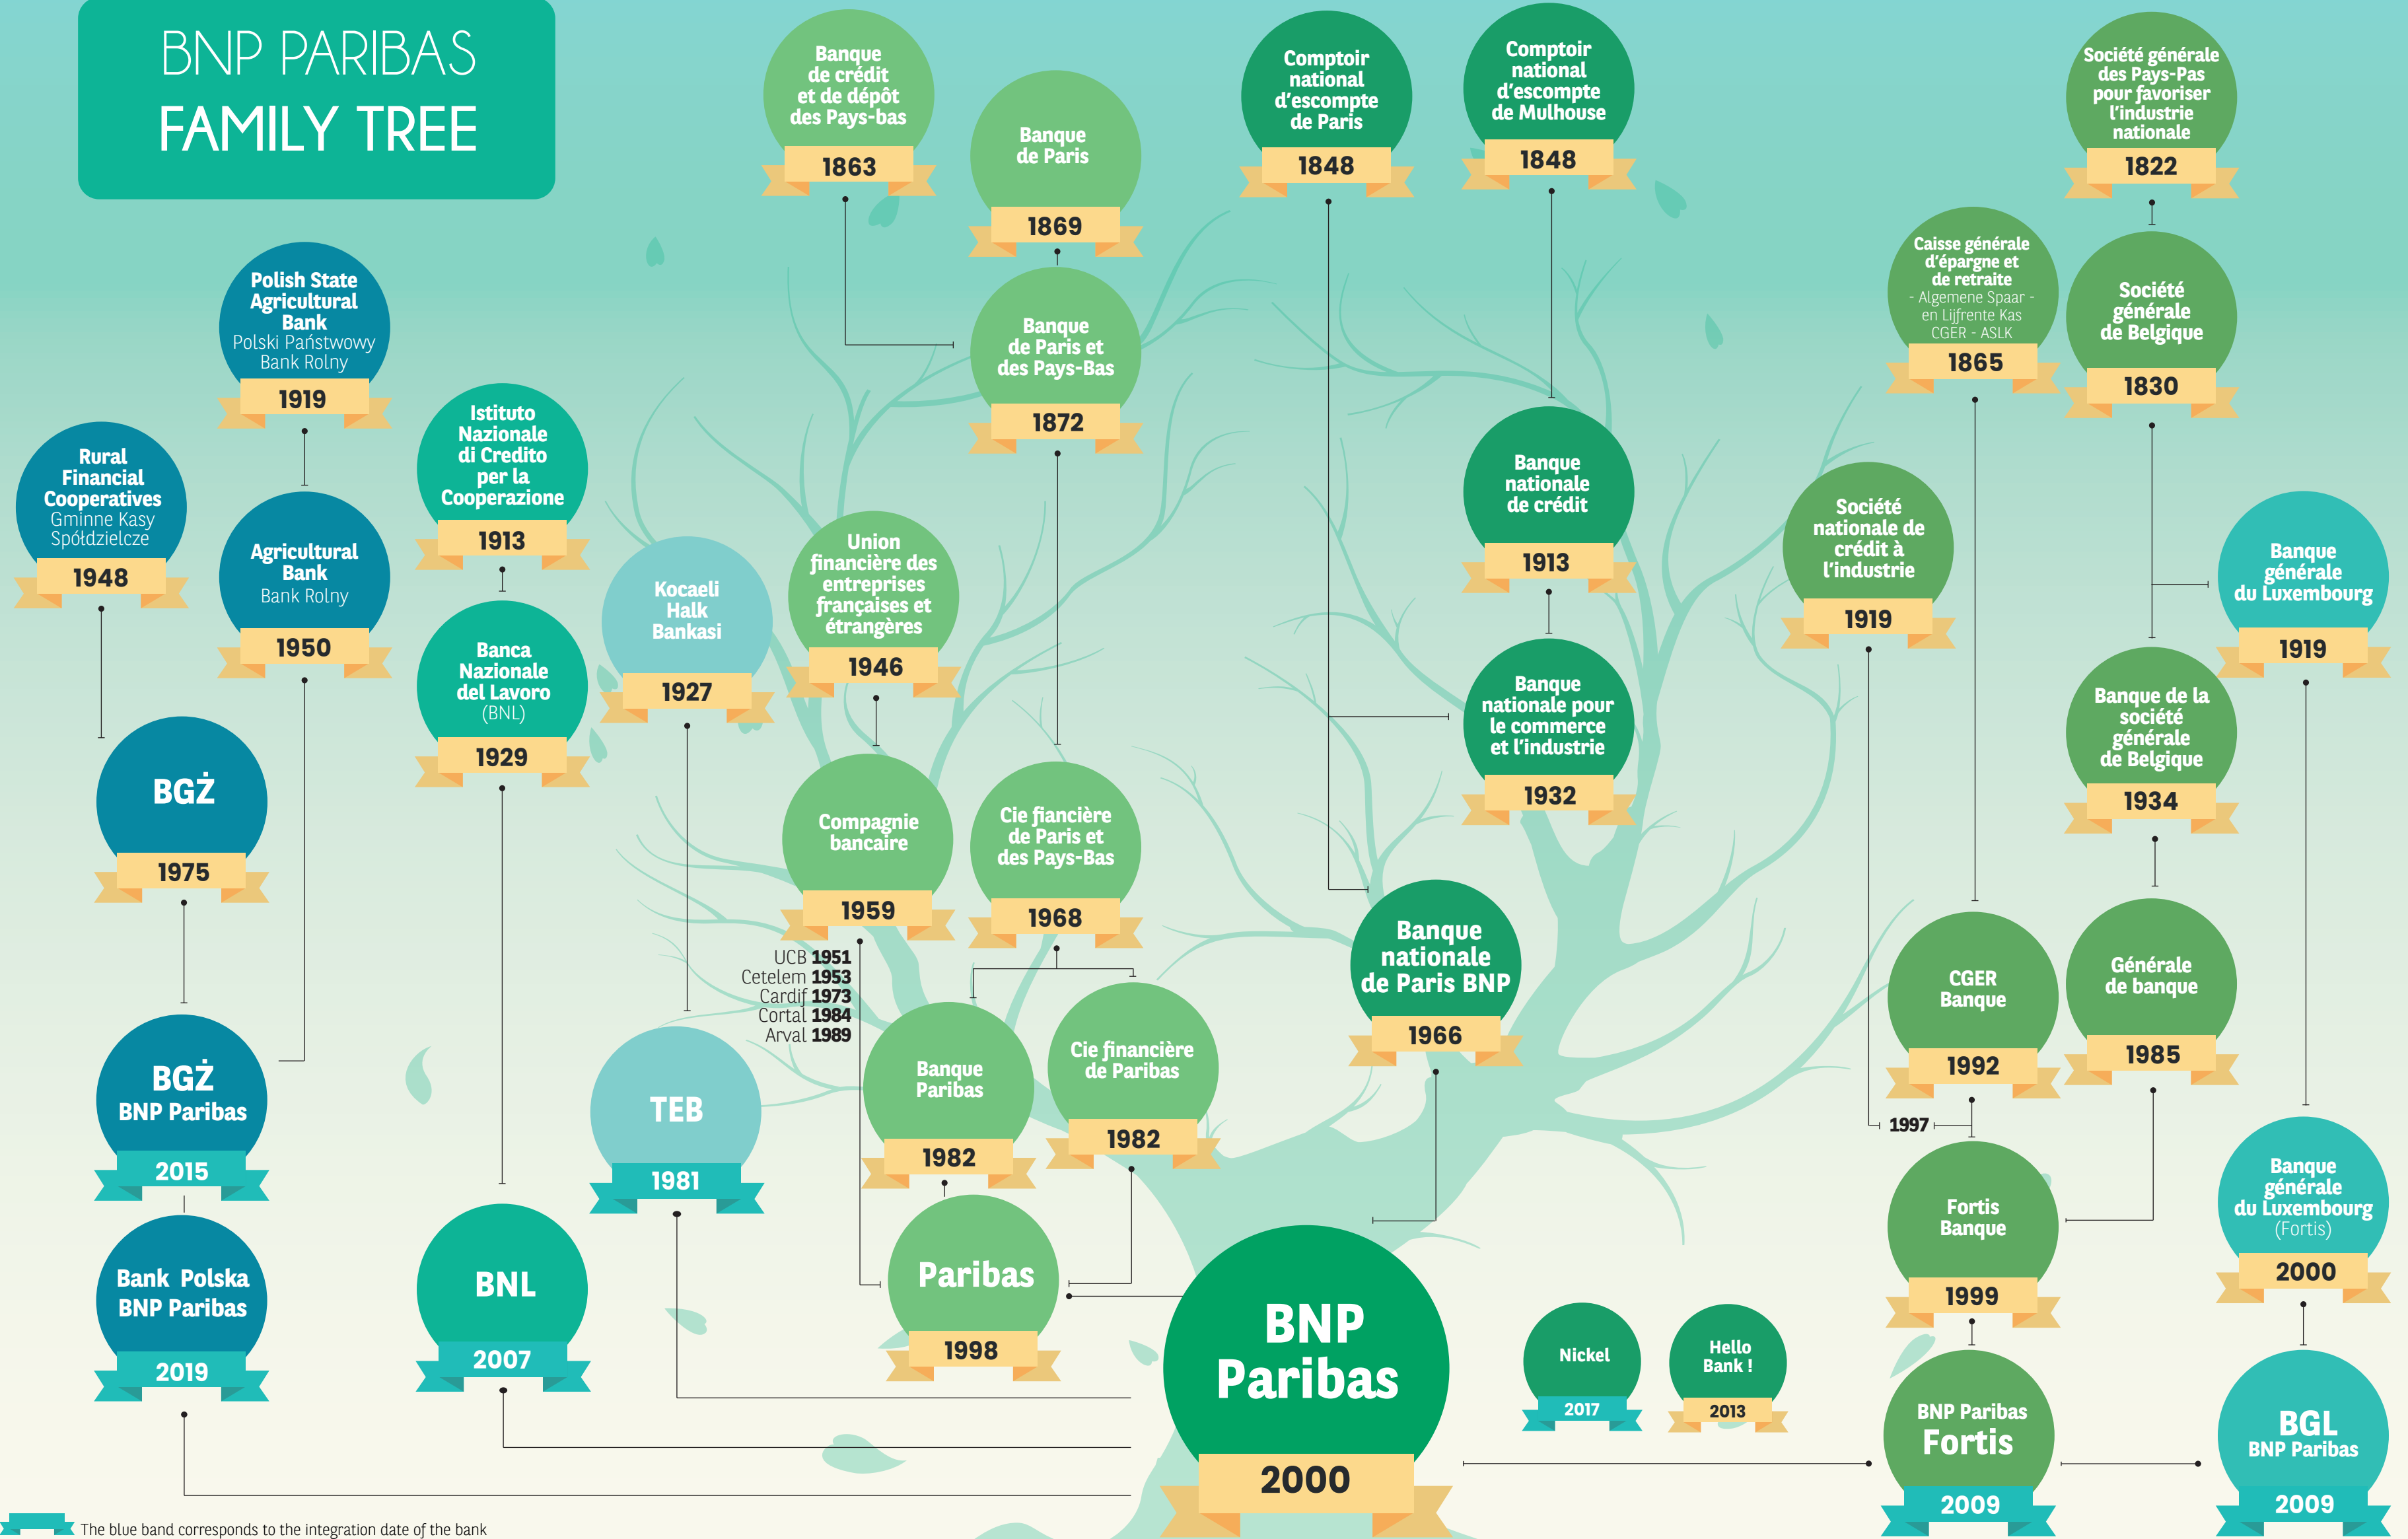 BNP PARIBAS
FAMILY TREE
Banque
de crédit
et de dépôt
des Pays-bas
1863
Banque
de Paris
1869
Comptoir
national
d'escompte
de Paris
1848
Comptoir
national
d'escompte
de Mulhouse
1848
Société générale
des Pays-Pas
pour favoriser
l'industrie
nationale
1822
Polish State
Agricultural
Bank
Polski Państwowy
Bank Rolny
1919
Banque
de Paris et
des Pays-Bas
1872
Caisse générale
d'épargne et
de retraite
- Algemene Spaar -
en Lijfrente Kas
CGER - ASLK
1865
Société
générale
de Belgique
1830
Rural
Financial
Cooperatives
Gminne Kasy
Spółdzielcze
1948
Agricultural
Bank
Bank Rolny
1950
Istituto
Nazionale
di Credito
per la
Cooperazione
1913
Banca
Nazionale
del Lavoro
(BNL)
1929
Kocaeli
Halk
Bankasi
1927
Union
financière des
entreprises
françaises et
étrangères
1946
Banque
nationale
de crédit
1913
Société
nationale de
crédit à
l'industrie
1919
Banque
générale
du Luxembourg
1919
Banque
nationale pour
le commerce
et l'industrie
1932
Banque de la
société
générale
de Belgique
1934
BGŻ
1975
Compagnie
bancaire
1959
Cie fiancière
de Paris et
des Pays-Bas
1968
UCB 1951
Cetelem 1953
Cardif 1973
Cortal 1984
Arval 1989
Banque
nationale
de Paris BNP
1966
CGER
Banque
1992
Générale
de banque
1985
1997
BGŻ
BNP Paribas
2015
TEB
1981
Banque
Paribas
1982
Cie financière
de Paribas
1982
Fortis
Banque
1999
Banque
générale
du Luxembourg
(Fortis)
2000
Bank Polska
BNP Paribas
2019
BNL
2007
Paribas
1998
BNP
Paribas
2000
Nickel
2017
Hello
Bank !
2013
BNP Paribas
Fortis
2009
BGL
BNP Paribas
2009
The blue band corresponds to the integration date of the bank